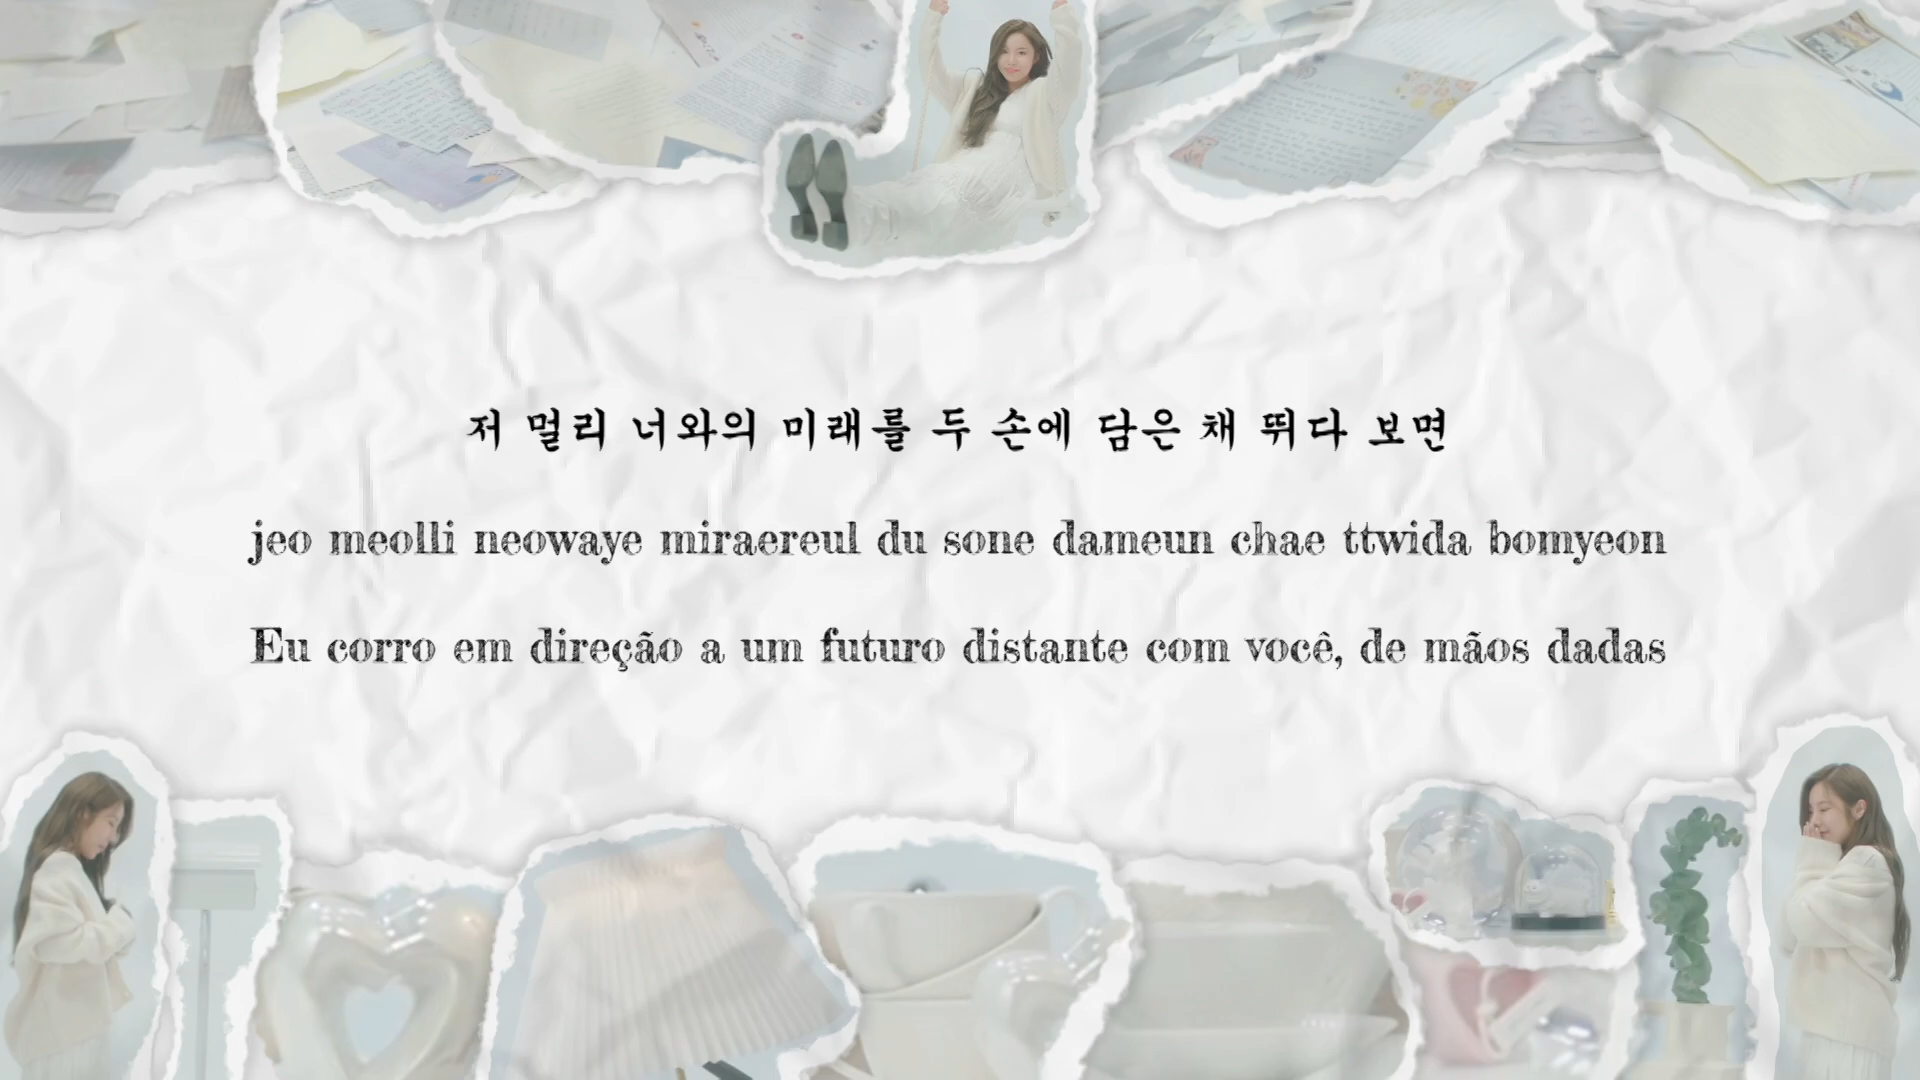 저 멀리 너와의 미래를 두 손에 담은 채 뛰다 보면
jeo meolli neowaye miraereul du sone dameun chae ttwida bomyeon
Eu corro em direção a um futuro distante com você, de mãos dadas